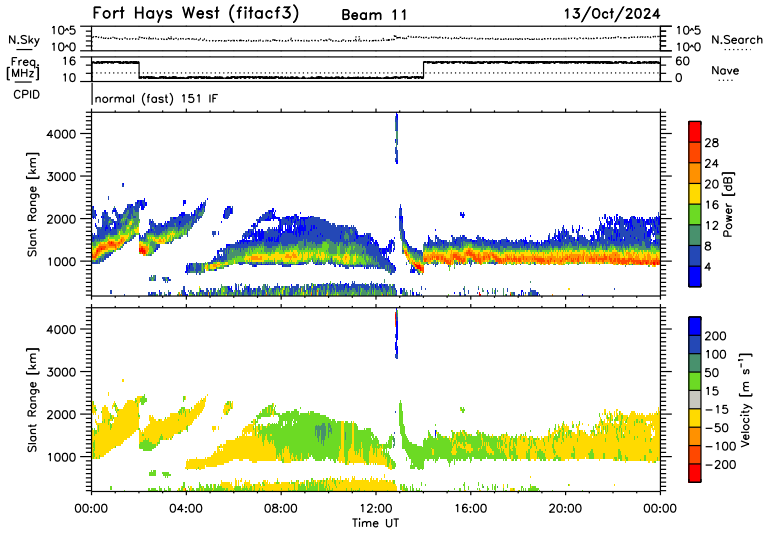 Fort Hays West (fitacf3) Beam 11 13/Oct/2024
N.Sky 10^5 10^0 10^5 10^0 N.Search
Freq. [MHz] 16 10 60 0 Nave
CPID normal (fast) 151 IF
Slant Range [km] 4000 3000 2000 1000
Power [dB] 28 24 20 16 12 8 4
Slant Range [km] 4000 3000 2000 1000
Velocity [m s⁻¹] 200 100 50 15 −15 −50 −100 −200
00:00 04:00 08:00 12:00 16:00 20:00 00:00
Time UT